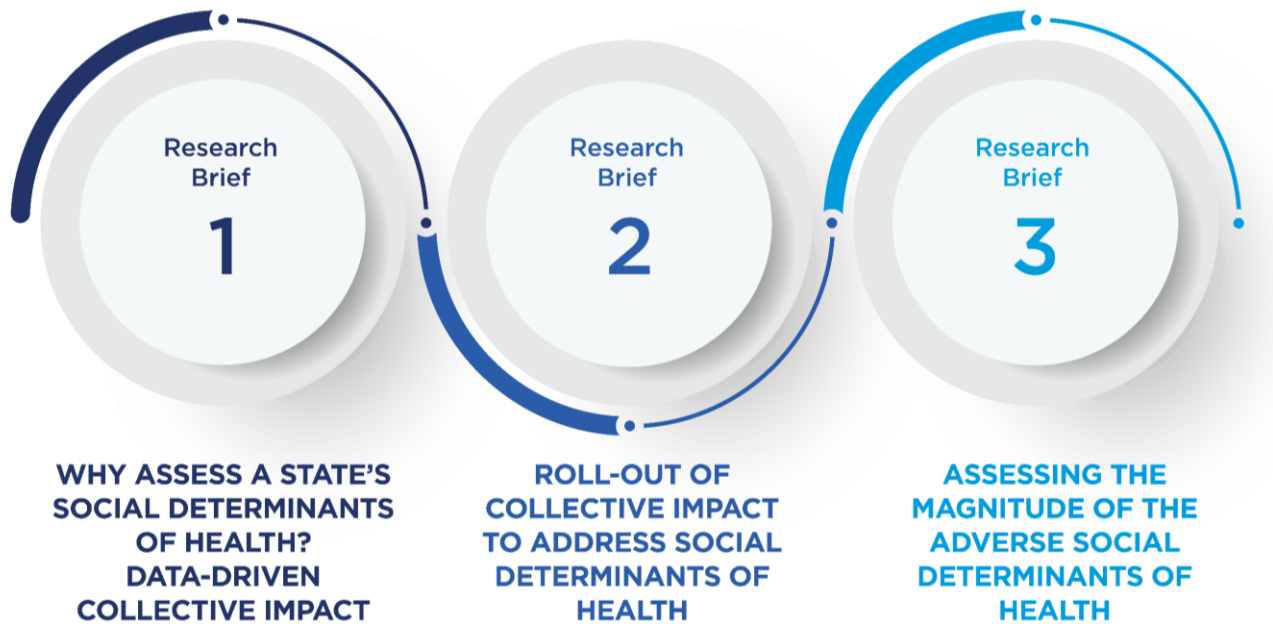 Research
Brief
1
WHY ASSESS A STATE’S
SOCIAL DETERMINANTS
OF HEALTH?
DATA-DRIVEN
COLLECTIVE IMPACT
Research
Brief
2
ROLL-OUT OF
COLLECTIVE IMPACT
TO ADDRESS SOCIAL
DETERMINANTS OF
HEALTH
Research
Brief
3
ASSESSING THE
MAGNITUDE OF THE
ADVERSE SOCIAL
DETERMINANTS OF
HEALTH